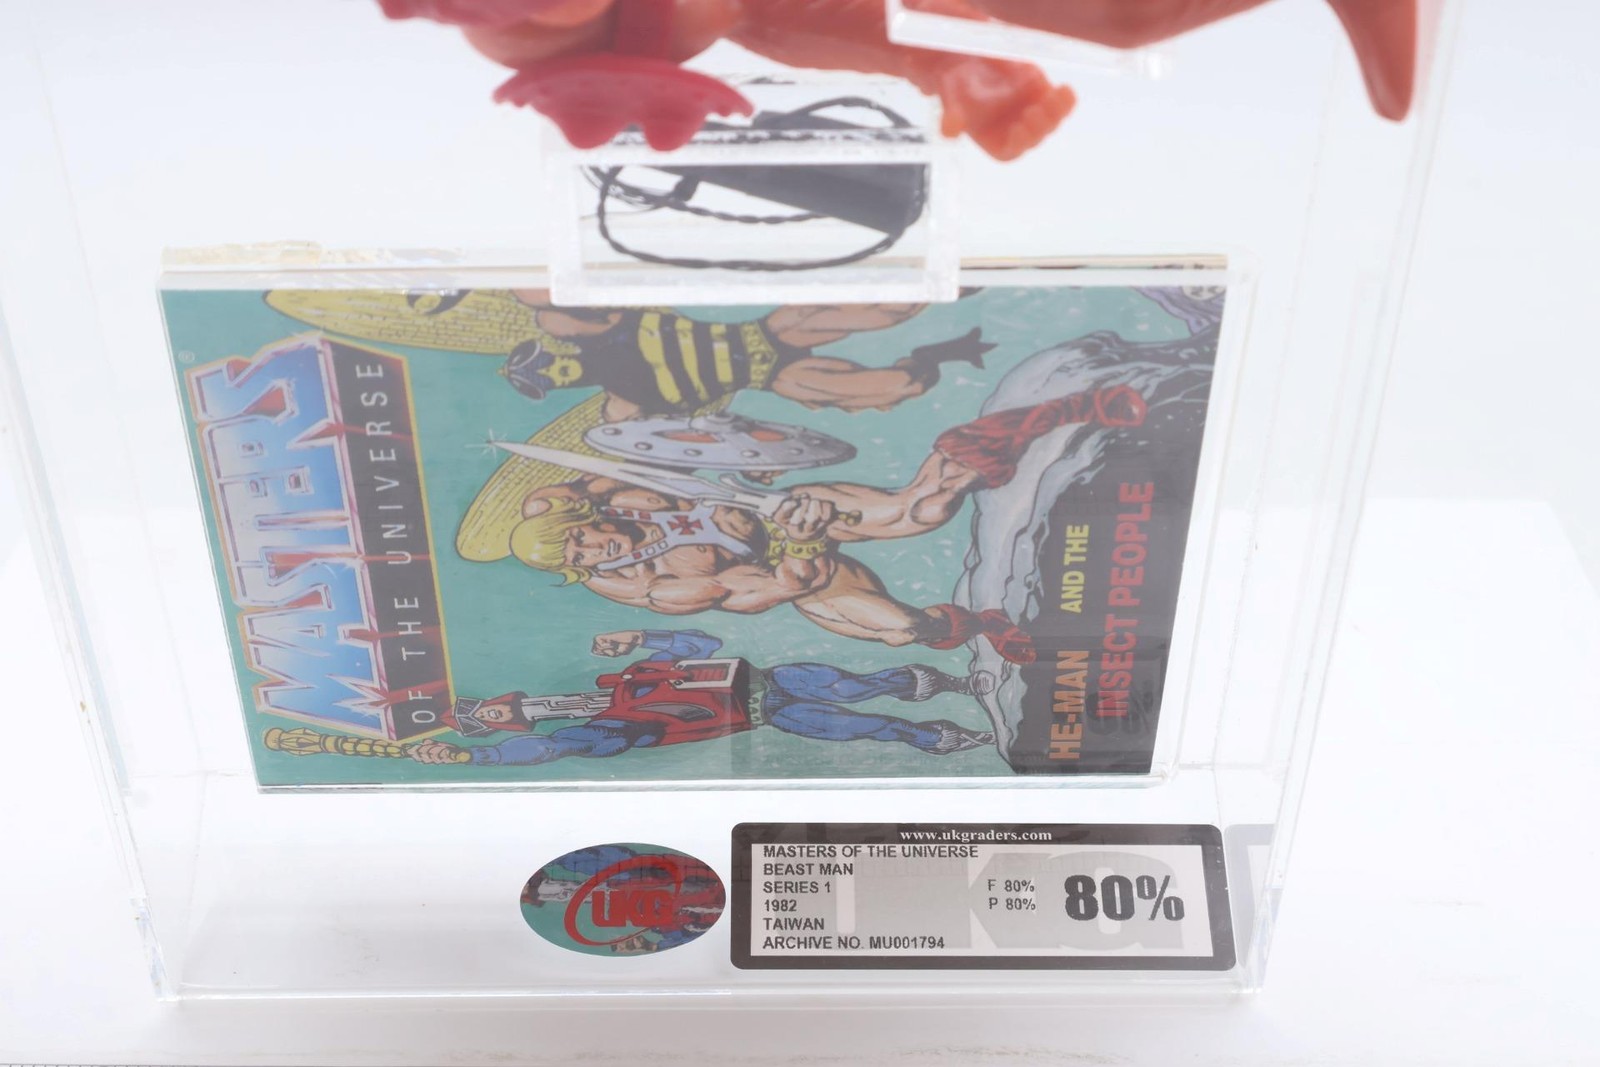 MASTERS
OF THE UNIVERSE
®
HE-MAN AND THE
INSECT PEOPLE
UKG
www.ukgraders.com
MASTERS OF THE UNIVERSE
BEAST MAN
SERIES 1
1982
TAIWAN
ARCHIVE NO. MU001794
F 80%
P 80%
80%